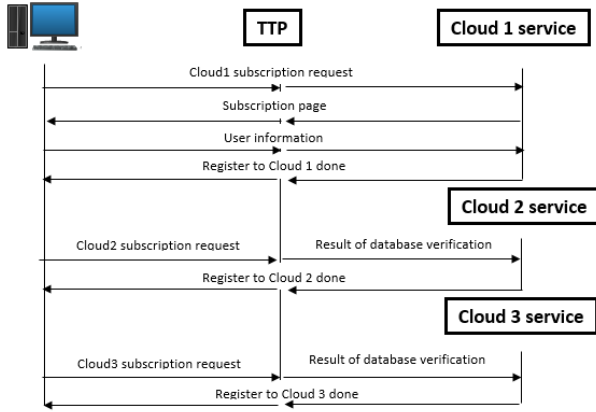 TTP
Cloud 1 service
Cloud1 subscription request
Subscription page
User information
Register to Cloud 1 done
Cloud 2 service
Cloud2 subscription request
Result of database verification
Register to Cloud 2 done
Cloud 3 service
Cloud3 subscription request
Result of database verification
Register to Cloud 3 done